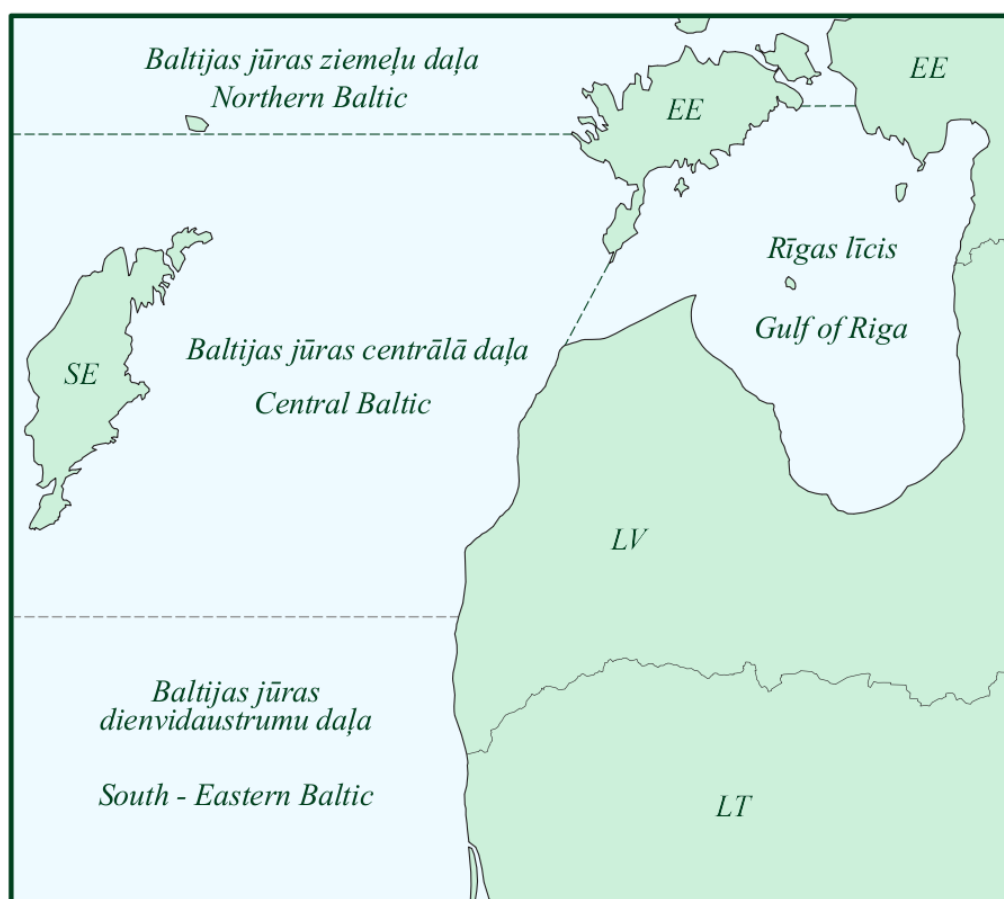 Baltijas jūras ziemeļu daļa
Northern Baltic
EE
EE
Rīgas līcis
Gulf of Riga
SE
Baltijas jūras centrālā daļa
Central Baltic
LV
Baltijas jūras
dienvidaustrumu daļa
South - Eastern Baltic
LT